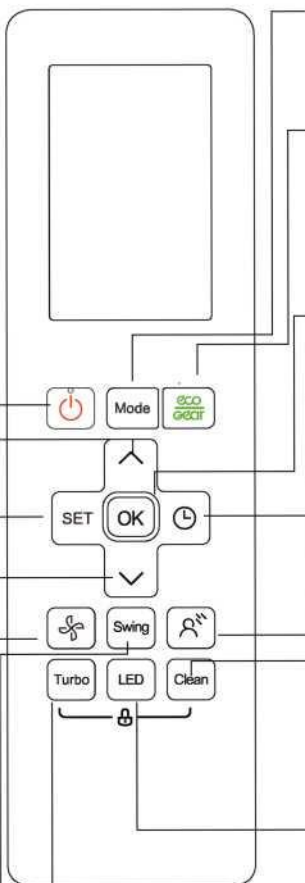 Mode
eco
GEAR
SET
OK
Swing
Turbo
LED
Clean